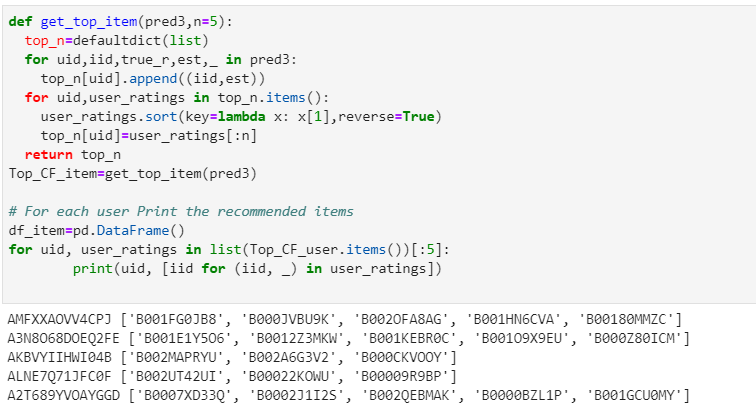 def get_top_item(pred3,n=5):
  top_n=defaultdict(list)
  for uid,iid,true_r,est,_ in pred3:
    top_n[uid].append((iid,est))
  for uid,user_ratings in top_n.items():
    user_ratings.sort(key=lambda x: x[1],reverse=True)
    top_n[uid]=user_ratings[:n]
  return top_n
Top_CF_item=get_top_item(pred3)

# For each user Print the recommended items
df_item=pd.DataFrame()
for uid, user_ratings in list(Top_CF_user.items())[:5]:
        print(uid, [iid for (iid, _) in user_ratings])

AMFXXAOVV4CPJ ['B001FG0JB8', 'B000JVBU9K', 'B002OFA8AG', 'B001HN6CVA', 'B00180MMZC']
A3N8O68DOEQ2FE ['B001E1Y5O6', 'B0012Z3MKW', 'B001KEBR0C', 'B001O9X9EU', 'B000Z80ICM']
AKBVYIIHWI04B ['B002MAPRYU', 'B002A6G3V2', 'B000CKVOOY']
ALNE7Q71JFC0F ['B002UT42UI', 'B00022KOWU', 'B00009R9BP']
A2T689YVOAYGGD ['B0007XD33Q', 'B0002J1I2S', 'B002QEBMAK', 'B0000BZL1P', 'B001GCU0MY']